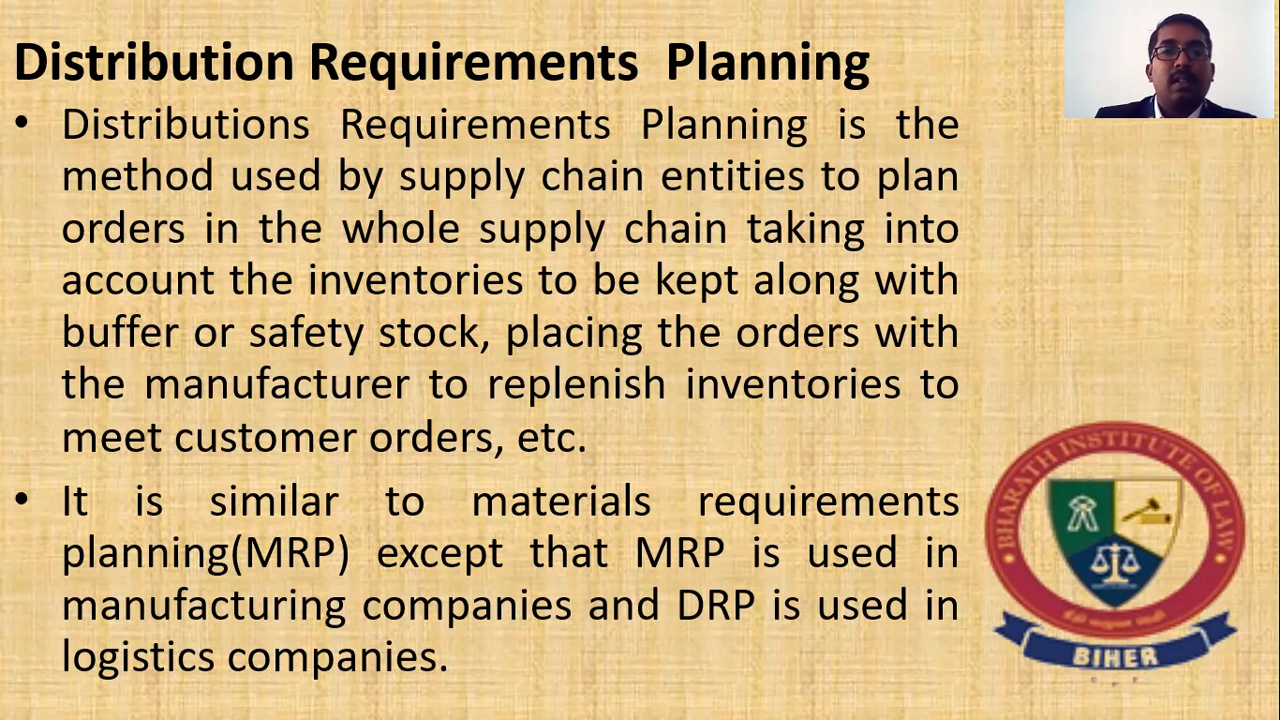 Distribution Requirements  Planning
• Distributions Requirements Planning is the
method used by supply chain entities to plan
orders in the whole supply chain taking into
account the inventories to be kept along with
buffer or safety stock, placing the orders with
the manufacturer to replenish inventories to
meet customer orders, etc.
• It is similar to materials requirements
planning(MRP) except that MRP is used in
manufacturing companies and DRP is used in
logistics companies.
BHARATH INSTITUTE OF LAW
BIHER